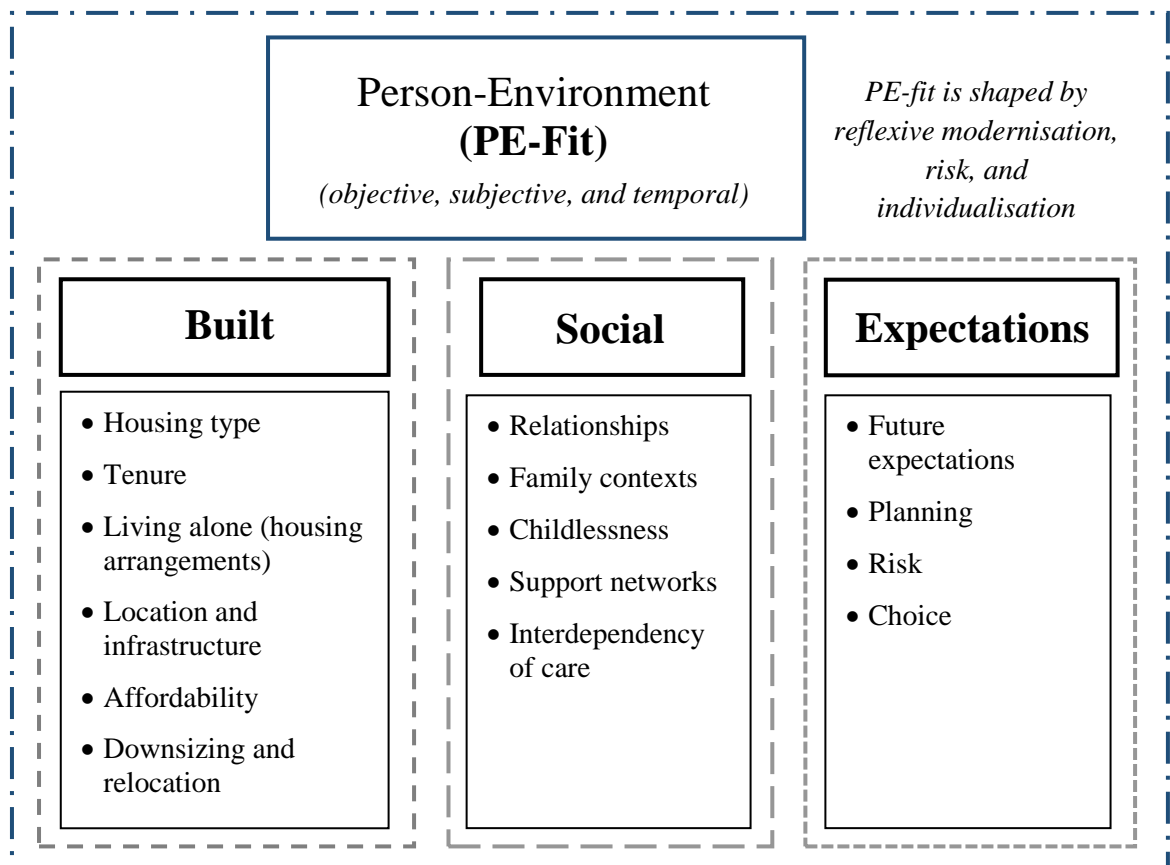 Person-Environment
(PE-Fit)
(objective, subjective, and temporal)
PE-fit is shaped by
reflexive modernisation,
risk, and
individualisation
Built
• Housing type
• Tenure
• Living alone (housing
arrangements)
• Location and
infrastructure
• Affordability
• Downsizing and
relocation
Social
• Relationships
• Family contexts
• Childlessness
• Support networks
• Interdependency
of care
Expectations
• Future
expectations
• Planning
• Risk
• Choice